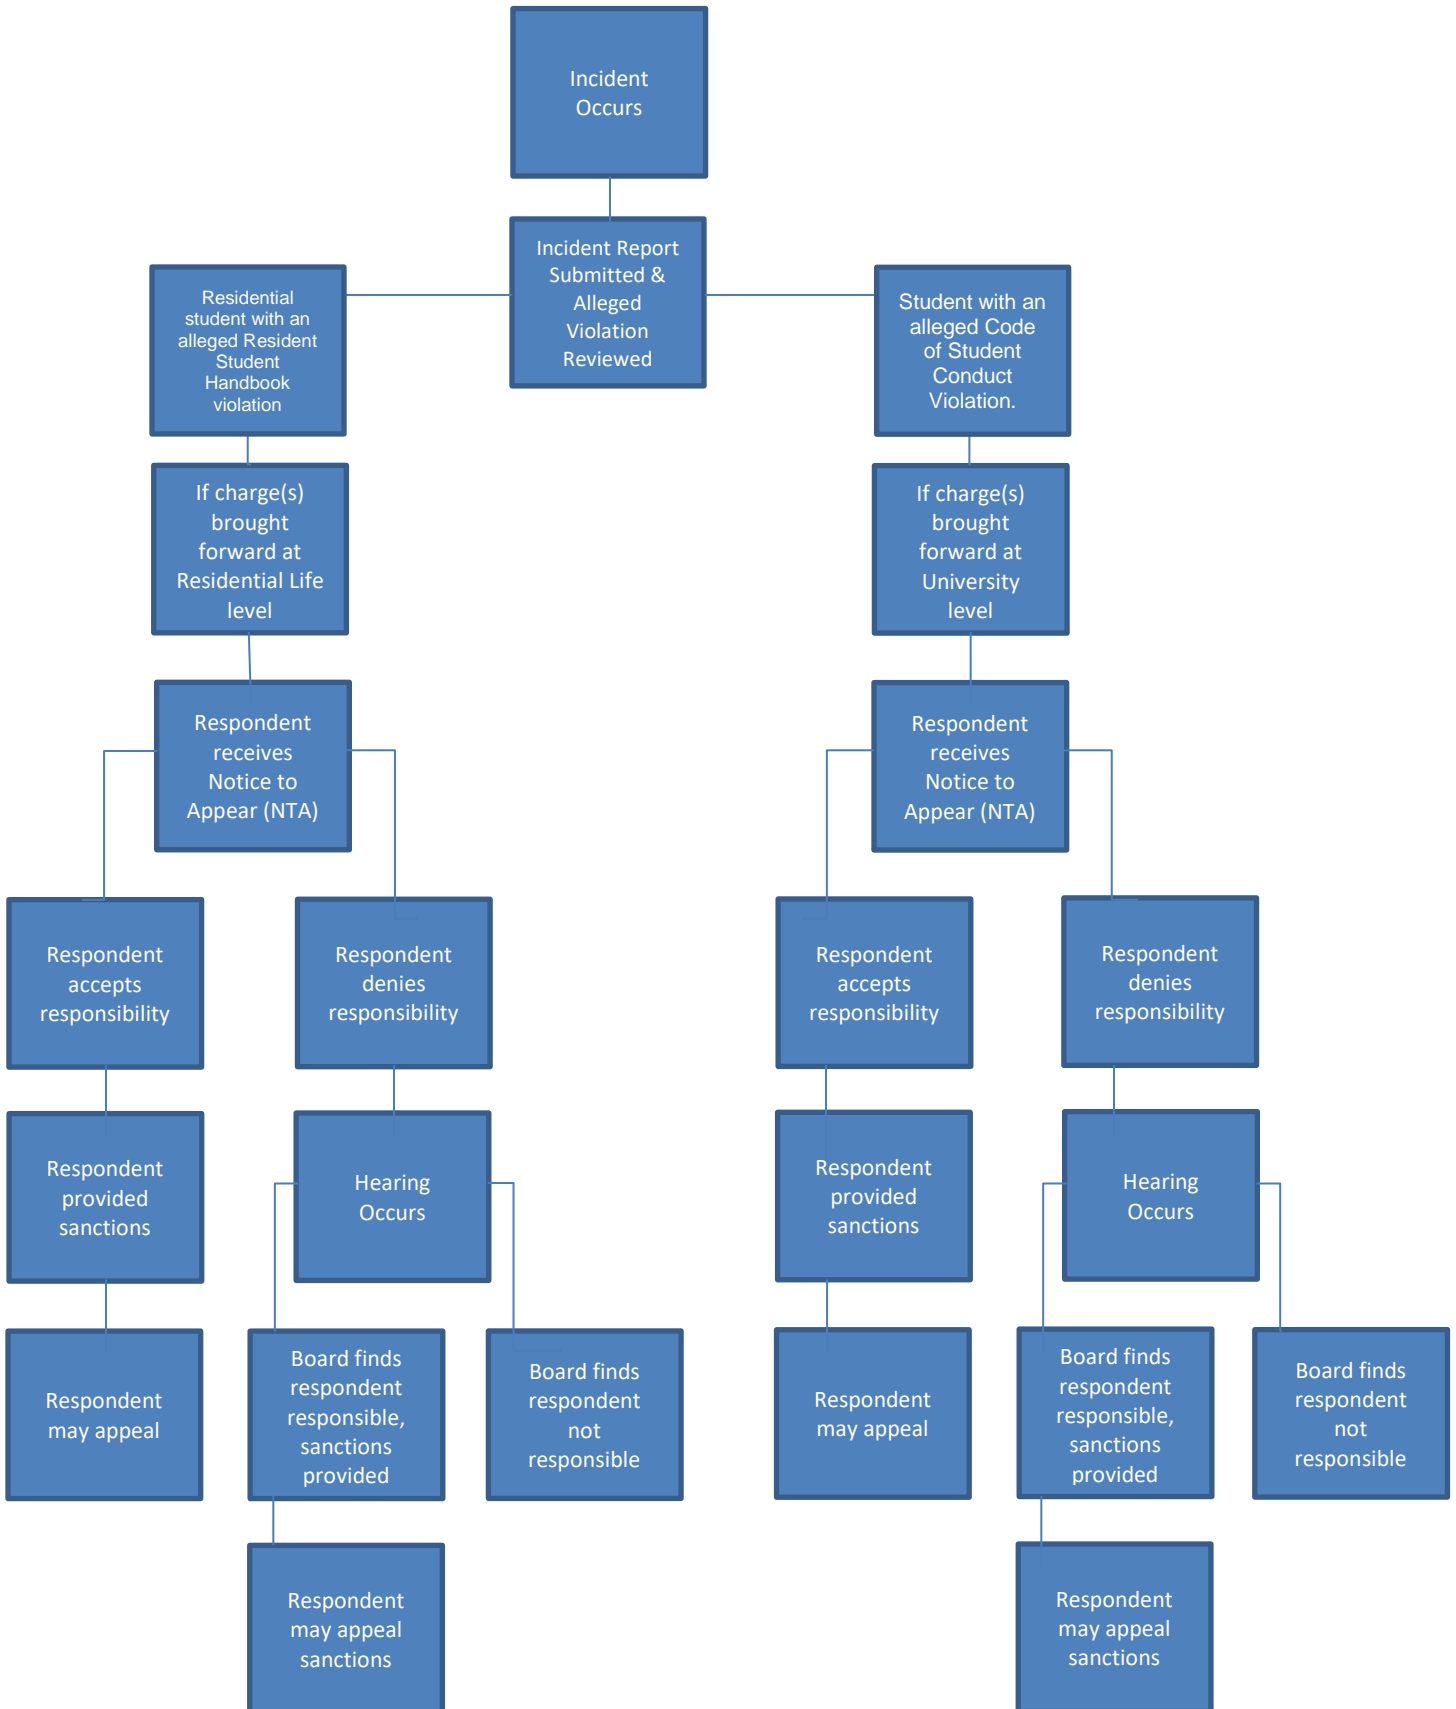 Incident
Occurs
Incident Report
Submitted &
Alleged
Violation
Reviewed
Residential
student with an
alleged Resident
Student
Handbook
violation
Student with an
alleged Code
of Student
Conduct
Violation.
If charge(s)
brought
forward at
Residential Life
level
If charge(s)
brought
forward at
University
level
Respondent
receives
Notice to
Appear (NTA)
Respondent
receives
Notice to
Appear (NTA)
Respondent
accepts
responsibility
Respondent
denies
responsibility
Respondent
accepts
responsibility
Respondent
denies
responsibility
Respondent
provided
sanctions
Hearing
Occurs
Respondent
provided
sanctions
Hearing
Occurs
Respondent
may appeal
Board finds
respondent
responsible,
sanctions
provided
Board finds
respondent
not
responsible
Respondent
may appeal
Board finds
respondent
responsible,
sanctions
provided
Board finds
respondent
not
responsible
Respondent
may appeal
sanctions
Respondent
may appeal
sanctions